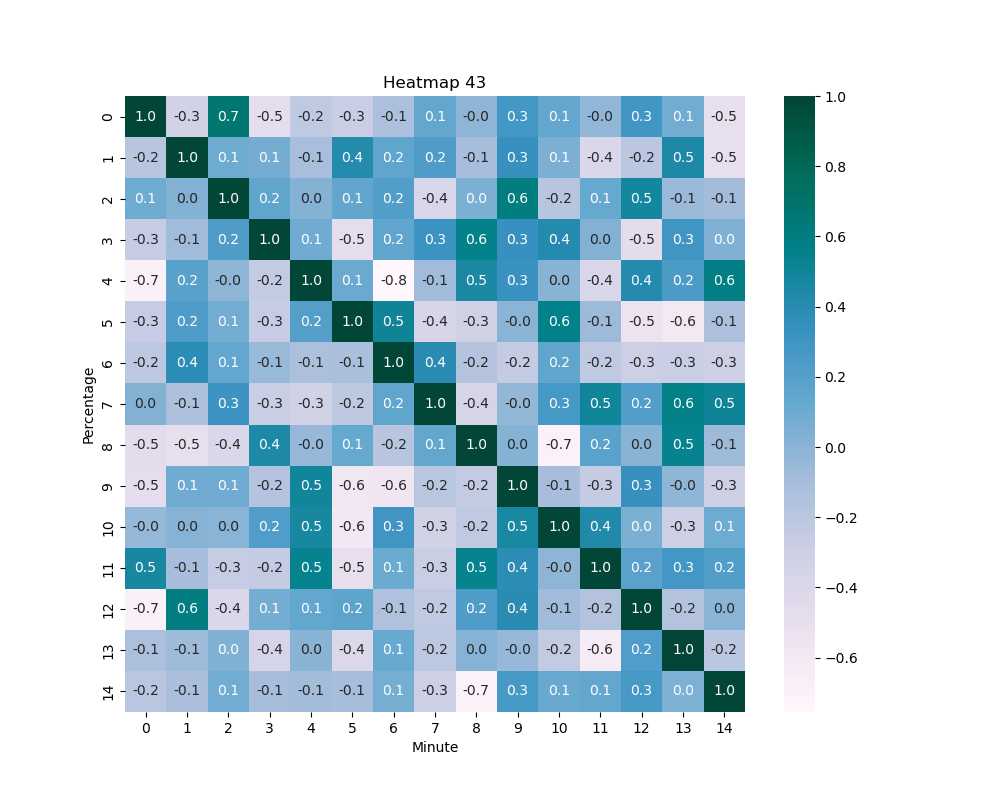 Heatmap 43
0 1.0 -0.3 0.7 -0.5 -0.2 -0.3 -0.1 0.1 -0.0 0.3 0.1 -0.0 0.3 0.1 -0.5
1 -0.2 1.0 0.1 0.1 -0.1 0.4 0.2 0.2 -0.1 0.3 0.1 -0.4 -0.2 0.5 -0.5
2 0.1 0.0 1.0 0.2 0.0 0.1 0.2 -0.4 0.0 0.6 -0.2 0.1 0.5 -0.1 -0.1
3 -0.3 -0.1 0.2 1.0 0.1 -0.5 0.2 0.3 0.6 0.3 0.4 0.0 -0.5 0.3 0.0
4 -0.7 0.2 -0.0 -0.2 1.0 0.1 -0.8 -0.1 0.5 0.3 0.0 -0.4 0.4 0.2 0.6
5 -0.3 0.2 0.1 -0.3 0.2 1.0 0.5 -0.4 -0.3 -0.0 0.6 -0.1 -0.5 -0.6 -0.1
6 -0.2 0.4 0.1 -0.1 -0.1 -0.1 1.0 0.4 -0.2 -0.2 0.2 -0.2 -0.3 -0.3 -0.3
7 0.0 -0.1 0.3 -0.3 -0.3 -0.2 0.2 1.0 -0.4 -0.0 0.3 0.5 0.2 0.6 0.5
8 -0.5 -0.5 -0.4 0.4 -0.0 0.1 -0.2 0.1 1.0 0.0 -0.7 0.2 0.0 0.5 -0.1
9 -0.5 0.1 0.1 -0.2 0.5 -0.6 -0.6 -0.2 -0.2 1.0 -0.1 -0.3 0.3 -0.0 -0.3
10 -0.0 0.0 0.0 0.2 0.5 -0.6 0.3 -0.3 -0.2 0.5 1.0 0.4 0.0 -0.3 0.1
11 0.5 -0.1 -0.3 -0.2 0.5 -0.5 0.1 -0.3 0.5 0.4 -0.0 1.0 0.2 0.3 0.2
12 -0.7 0.6 -0.4 0.1 0.1 0.2 -0.1 -0.2 0.2 0.4 -0.1 -0.2 1.0 -0.2 0.0
13 -0.1 -0.1 0.0 -0.4 0.0 -0.4 0.1 -0.2 0.0 -0.0 -0.2 -0.6 0.2 1.0 -0.2
14 -0.2 -0.1 0.1 -0.1 -0.1 -0.1 0.1 -0.3 -0.7 0.3 0.1 0.1 0.3 0.0 1.0
0 1 2 3 4 5 6 7 8 9 10 11 12 13 14
Minute
Percentage
1.0
0.8
0.6
0.4
0.2
0.0
−0.2
−0.4
−0.6